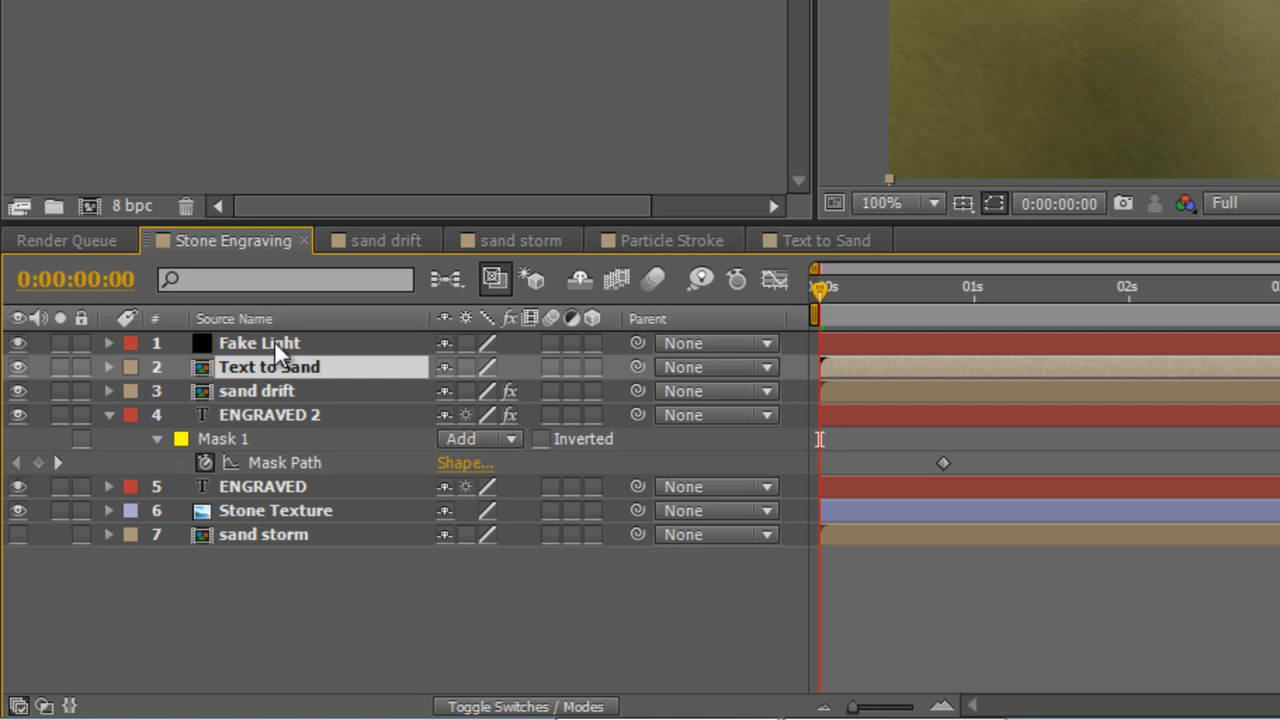 8 bpc
100% 0:00:00:00 Full
Render Queue Stone Engraving × sand drift sand storm Particle Stroke Text to Sand
0:00:00:00
01s 02s
# Source Name fx Parent
1 Fake Light None
2 Text to Sand None
3 sand drift fx None
4 T ENGRAVED 2 fx None
Mask 1 Add Inverted
Mask Path Shape...
5 T ENGRAVED None
6 Stone Texture None
7 sand storm None
Toggle Switches / Modes